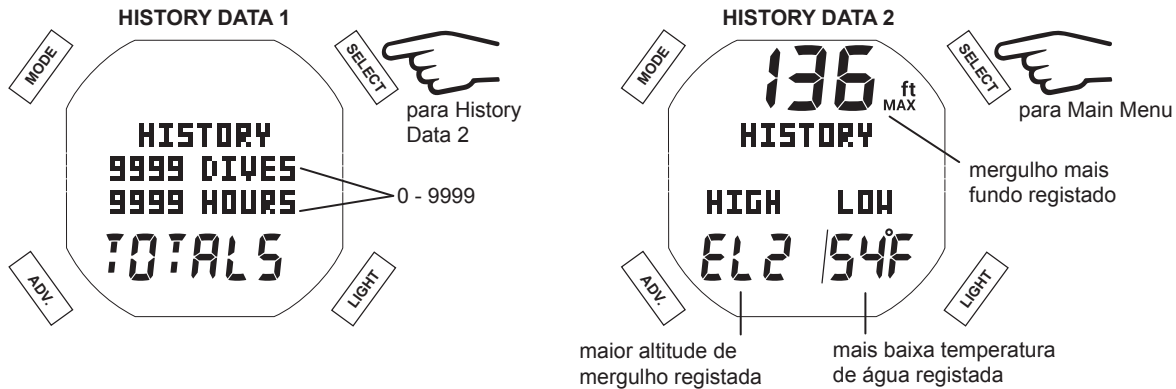 HISTORY DATA 1
MODE
SELECT
para History
Data 2
HISTORY
9999 DIVES
9999 HOURS
0 - 9999
TOTALS
ADV.
LIGHT
HISTORY DATA 2
MODE
136 ft
MAX
SELECT
para Main Menu
HISTORY
mergulho mais
fundo registado
HIGH LOW
EL2 54°F
ADV.
LIGHT
maior altitude de
mergulho registada
mais baixa temperatura
de água registada